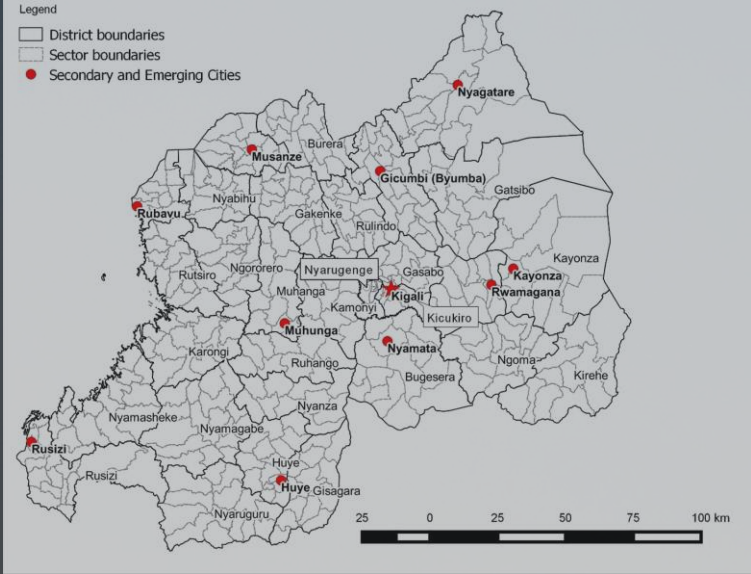 Legend
District boundaries
Sector boundaries
Secondary and Emerging Cities
Nyagatare
Burera
Musanze
Gicumbi (Byumba)
Gatsibo
Nyabihu
Rubavu
Gakenke
Rulindo
Kayonza
Ngororero
Nyarugenge
Gasabo
Rutsiro
Kayonza
Muhanga
Kigali
Rwamagana
Kamonyi
Kicukiro
Muhunga
Nyamata
Karongi
Ngoma
Ruhango
Bugesera
Kirehe
Nyanza
Nyamasheke
Nyamagabe
Rusizi
Huye
Rusizi
Huye
Gisagara
Nyaruguru
25 0 25 50 75 100 km